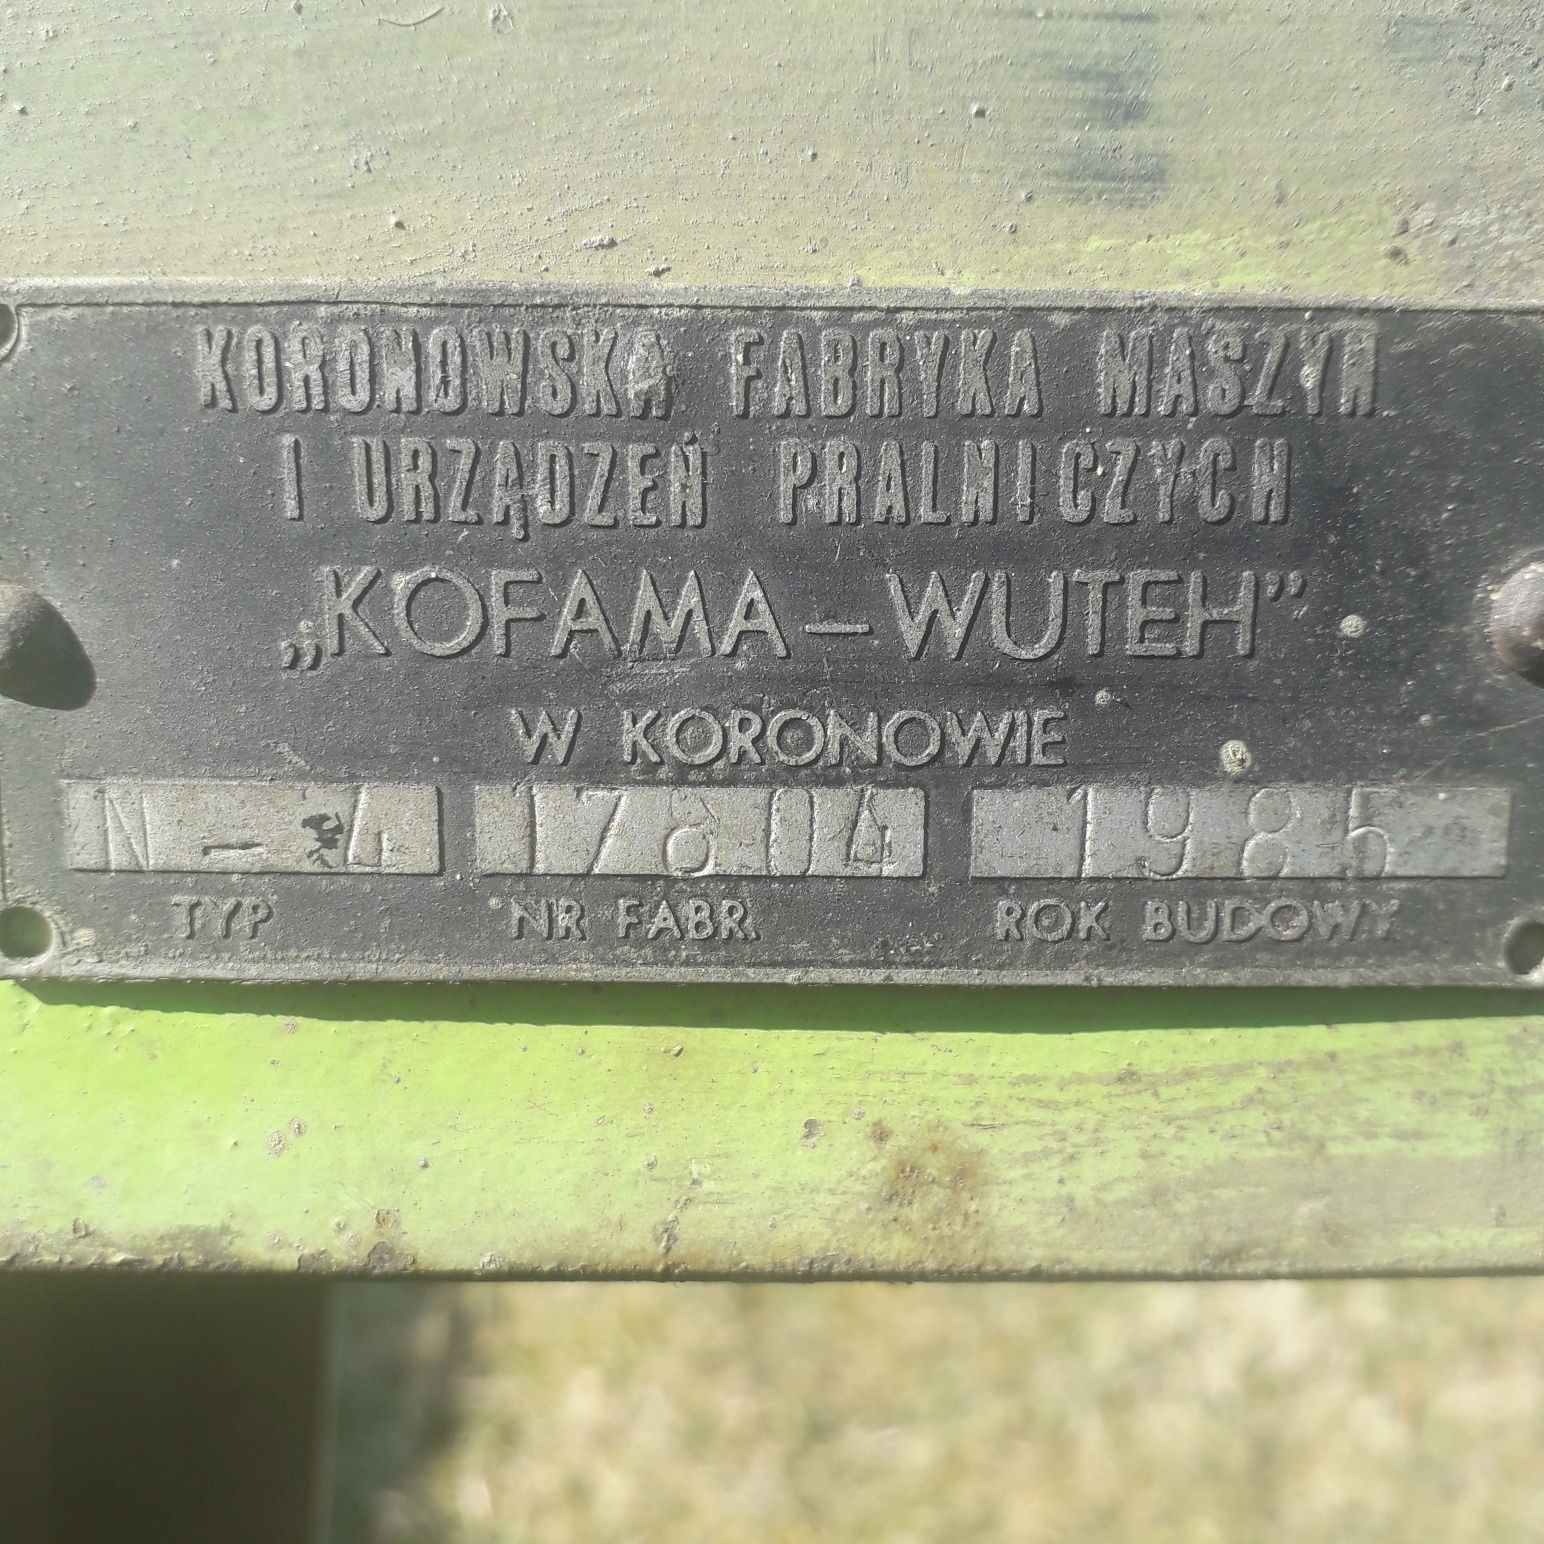 KORONOWSKA FABRYKA MASZYN
I URZĄDZEŃ PRALNICZYCH
„KOFAMA – WUTEH”
W KORONOWIE
N – 4 17804 1985
TYP NR FABR. ROK BUDOWY